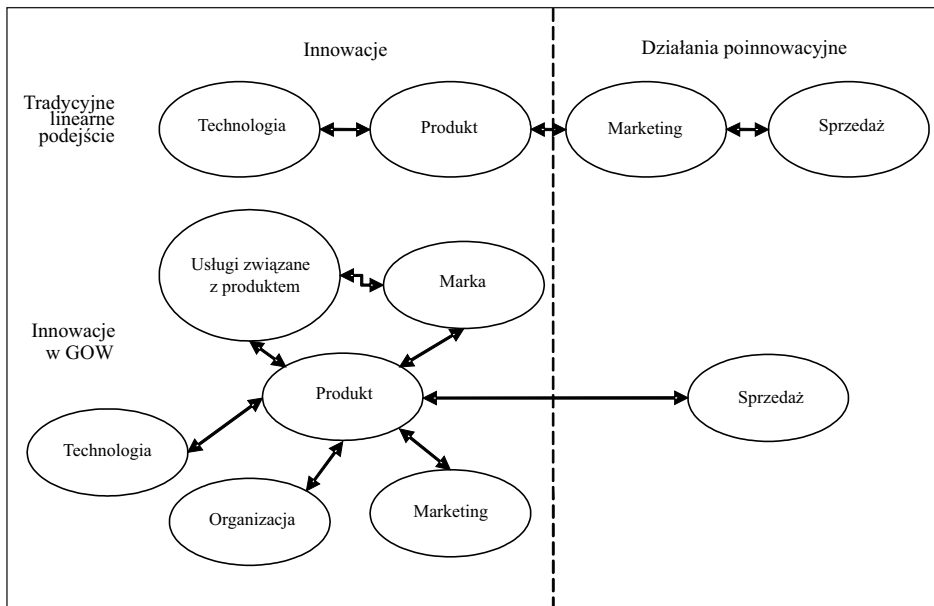 Innowacje
Działania poinnowacyjne
Tradycyjne
linearne
podejście
Technologia
Produkt
Marketing
Sprzedaż
Usługi związane
z produktem
Marka
Innowacje
w GOW
Produkt
Sprzedaż
Technologia
Organizacja
Marketing